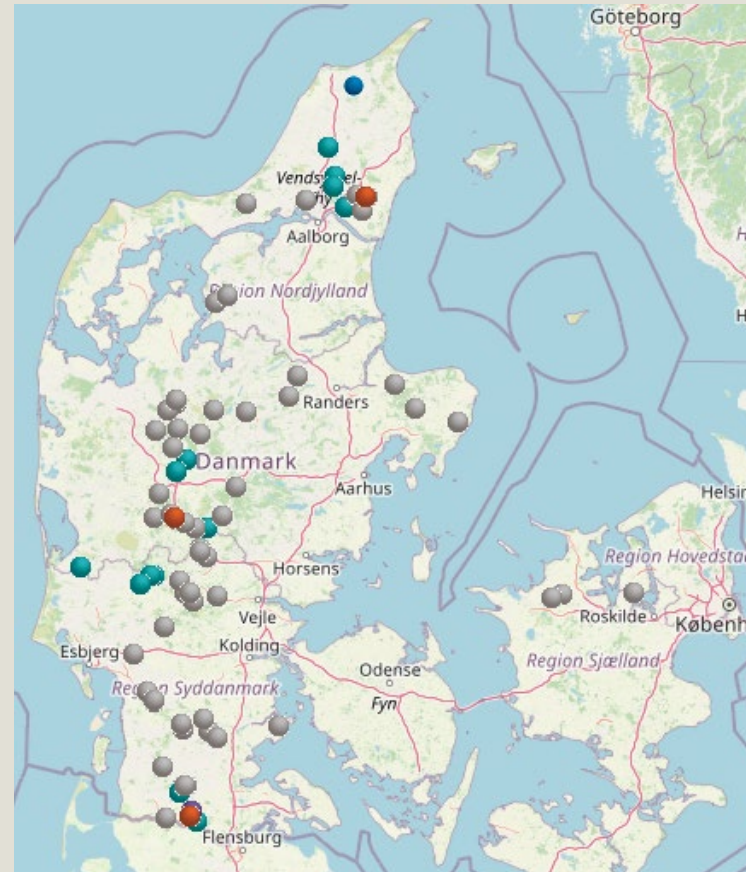 Göteborg
Aalborg
Region Nordjylland
Randers
Danmark
Aarhus
Helsin
Horsens
Region Hovedsta
Vejle
Roskilde
Københ
Esbjerg
Kolding
Odense
Region Sjælland
Region Syddanmark
Fyn
Flensburg